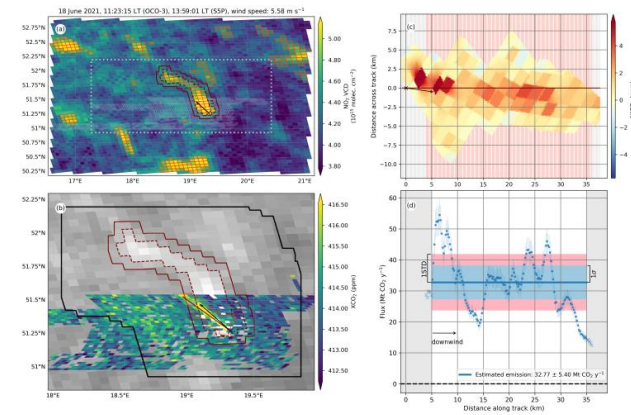 18 June 2021, 11:23:15 LT (OCO-3), 13:59:01 LT (S5P), wind speed: 5.58 m s⁻¹
(a)
52.75°N
52.5°N
52.25°N
52°N
51.75°N
51.5°N
51.25°N
51°N
50.75°N
50.5°N
50.25°N
17°E
18°E
19°E
20°E
21°E
5.00
4.80
4.60
4.40
4.20
4.00
3.80
NO₂ VCD
(10¹⁵ molec. cm⁻²)
(b)
52.25°N
52°N
51.75°N
51.5°N
51.25°N
51°N
18°E
18.5°E
19°E
19.5°E
416.50
416.00
415.50
415.00
414.50
414.00
413.50
413.00
412.50
XCO₂ (ppm)
(c)
Distance across track (km)
7.5
5.0
2.5
0.0
−2.5
−5.0
−7.5
−10.0
0
5
10
15
20
25
30
35
4
2
0
−2
−4
(d)
Flux (Mt CO₂ y⁻¹)
60
50
40
30
20
10
0
1STD
1σ
downwind
Estimated emission: 32.77 ± 5.40 Mt CO₂ y⁻¹
0
5
10
15
20
25
30
35
Distance along track (km)